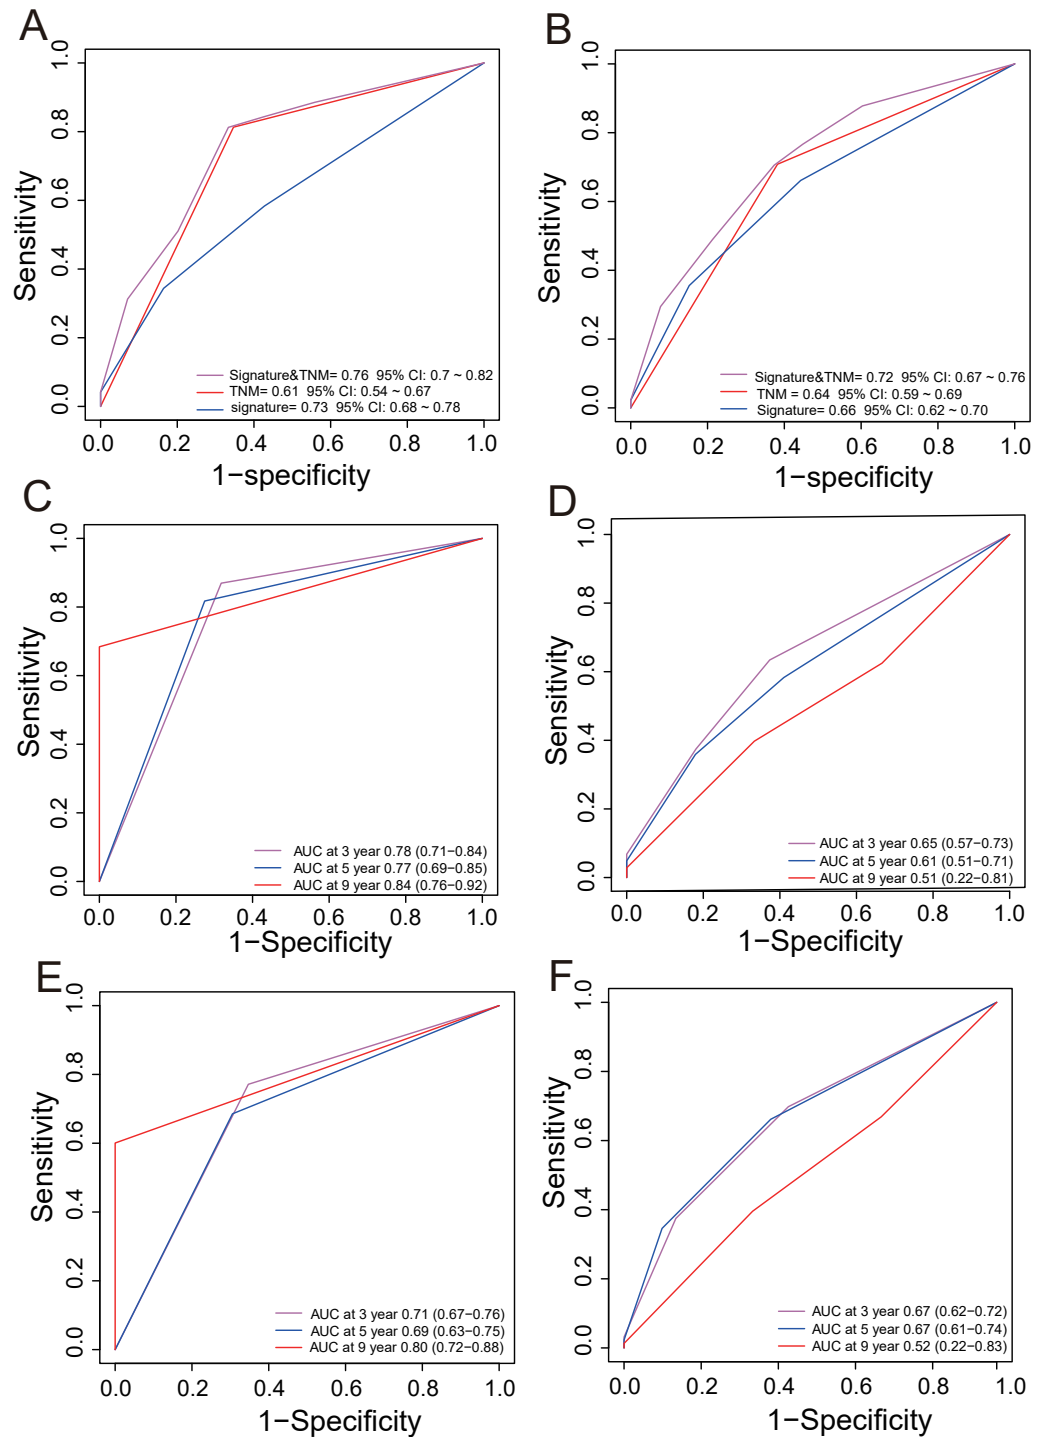 A
1.0
0.8
0.6
0.4
0.2
0.0
Sensitivity
Signature&TNM= 0.76 95% CI: 0.7 ~ 0.82
TNM= 0.61 95% CI: 0.54 ~ 0.67
signature= 0.73 95% CI: 0.68 ~ 0.78
0.0 0.2 0.4 0.6 0.8 1.0
1−specificity
B
1.0
0.8
0.6
0.4
0.2
0.0
Sensitivity
Signature&TNM= 0.72 95% CI: 0.67 ~ 0.76
TNM = 0.64 95% CI: 0.59 ~ 0.69
Signature= 0.66 95% CI: 0.62 ~ 0.70
0.0 0.2 0.4 0.6 0.8 1.0
1−specificity
C
1.0
0.8
0.6
0.4
0.2
0.0
Sensitivity
AUC at 3 year 0.78 (0.71−0.84)
AUC at 5 year 0.77 (0.69−0.85)
AUC at 9 year 0.84 (0.76−0.92)
0.0 0.2 0.4 0.6 0.8 1.0
1−Specificity
D
1.0
0.8
0.6
0.4
0.2
0.0
Sensitivity
AUC at 3 year 0.65 (0.57−0.73)
AUC at 5 year 0.61 (0.51−0.71)
AUC at 9 year 0.51 (0.22−0.81)
0.0 0.2 0.4 0.6 0.8 1.0
1−Specificity
E
1.0
0.8
0.6
0.4
0.2
0.0
Sensitivity
AUC at 3 year 0.71 (0.67−0.76)
AUC at 5 year 0.69 (0.63−0.75)
AUC at 9 year 0.80 (0.72−0.88)
0.0 0.2 0.4 0.6 0.8 1.0
1−Specificity
F
1.0
0.8
0.6
0.4
0.2
0.0
Sensitivity
AUC at 3 year 0.67 (0.62−0.72)
AUC at 5 year 0.67 (0.61−0.74)
AUC at 9 year 0.52 (0.22−0.83)
0.0 0.2 0.4 0.6 0.8 1.0
1−Specificity